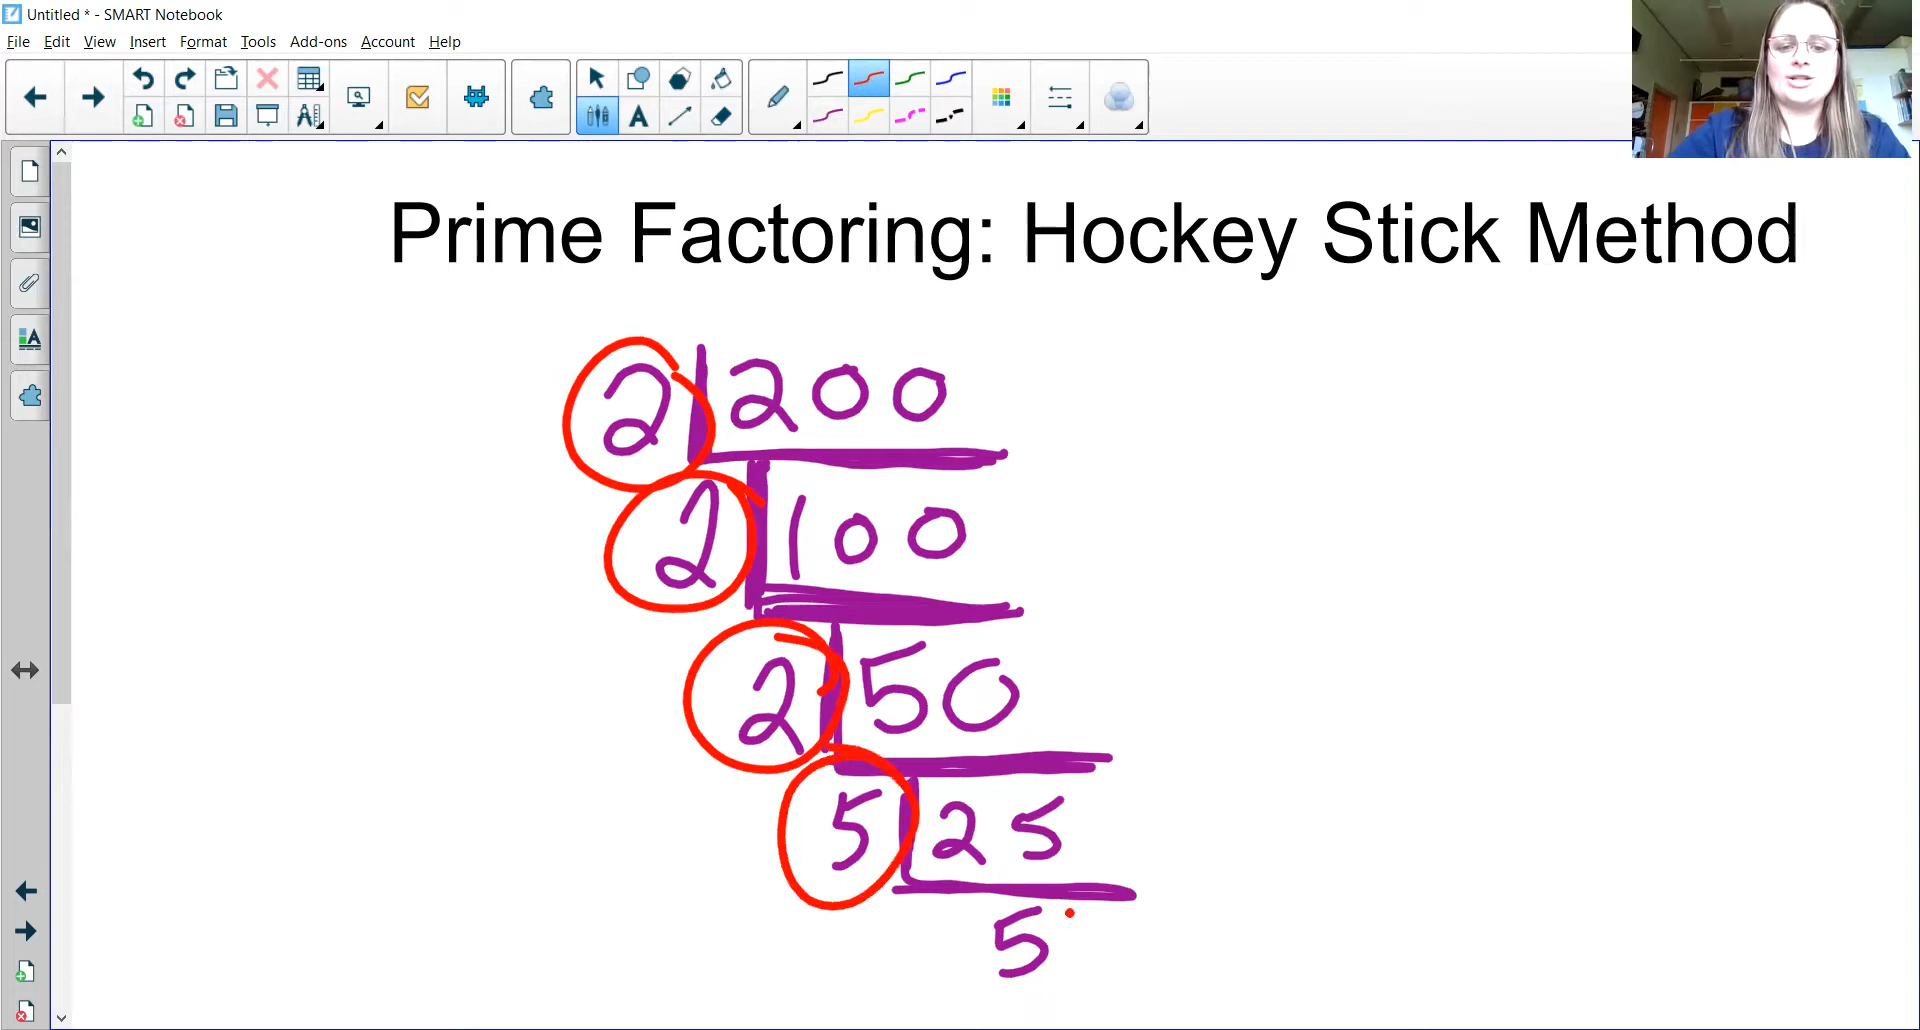 Untitled * - SMART Notebook
File Edit View Insert Format Tools Add-ons Account Help
Prime Factoring: Hockey Stick Method
2 200
2 100
2 50
5 25
5